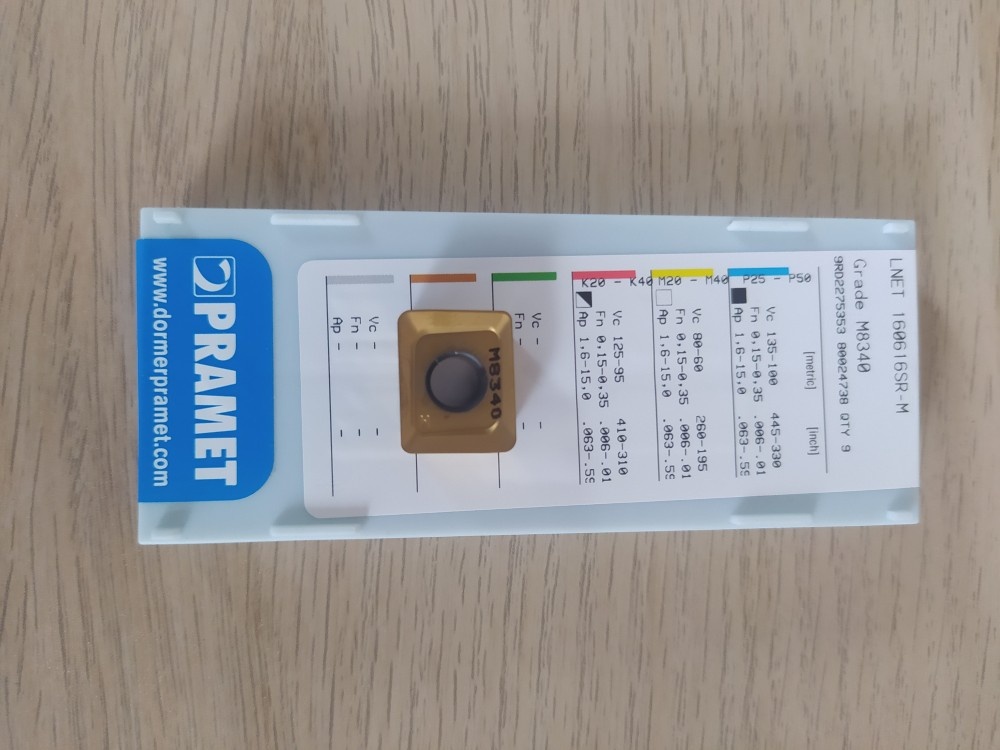 LNET 160616SR-M
Grade M8340
9RD2275353 80024738 QTY 9
[metric] [inch]
P25 - P50
Vc 135-100 445-330
Fn 0,15-0,35 .006-.01
Ap 1,6-15,0 .063-.59
M20 - M40
Vc 80-60 260-195
Fn 0,15-0,35 .006-.01
Ap 1,6-15,0 .063-.59
K20 - K40
Vc 125-95 410-310
Fn 0,15-0,35 .006-.01
Ap 1,6-15,0 .063-.59
Vc - -
Fn - -
M8340
Vc - -
Fn - -
Ap - -
PRAMET
www.dormerpramet.com